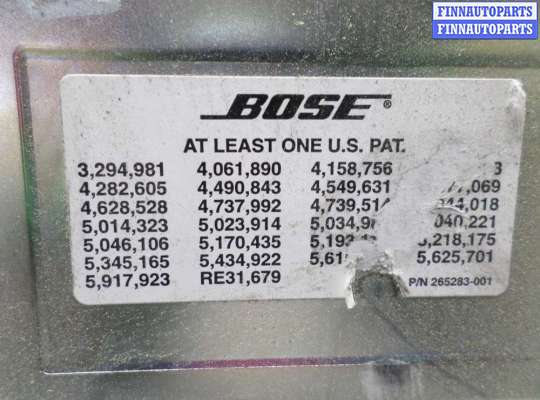 FINNAUTOPARTS
FINNAUTOPARTS
BOSE®
AT LEAST ONE U.S. PAT.
3,294,981 4,061,890 4,158,756
4,282,605 4,490,843 4,549,631
4,628,528 4,737,992 4,739,514
5,014,323 5,023,914
5,046,106 5,170,435 5,218,175
5,345,165 5,434,922 5,625,701
5,917,923 RE31,679 P/N 265283-001